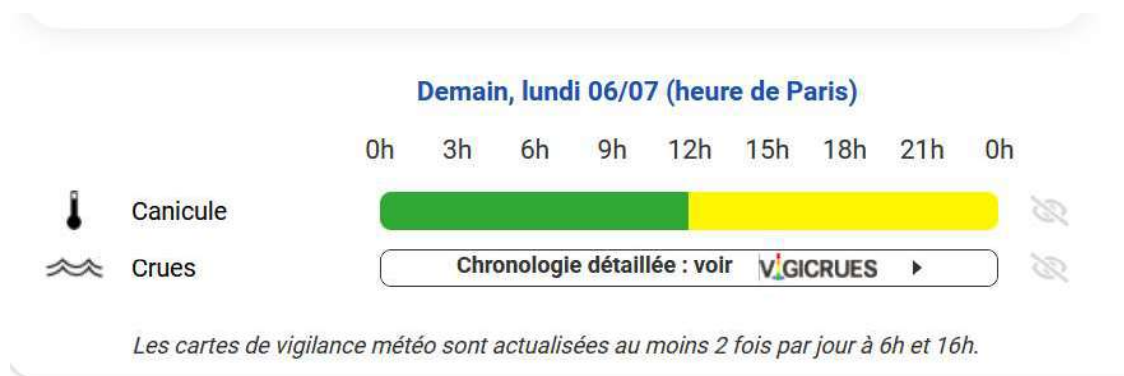 Demain, lundi 06/07 (heure de Paris)
0h 3h 6h 9h 12h 15h 18h 21h 0h
Canicule
Crues Chronologie détaillée : voir VIGICRUES
Les cartes de vigilance météo sont actualisées au moins 2 fois par jour à 6h et 16h.